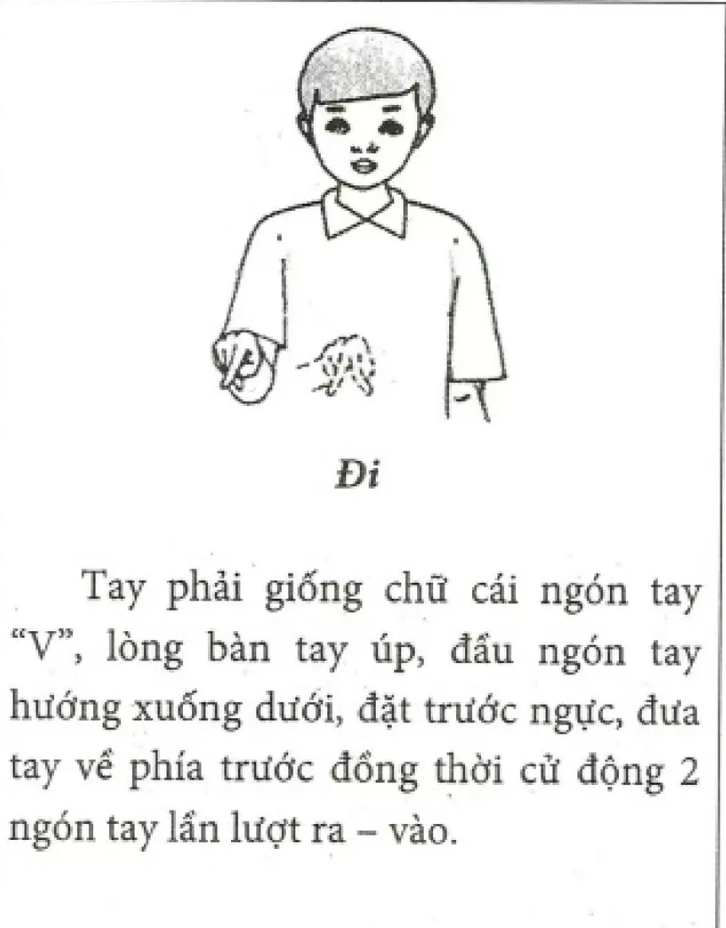 Đi
Tay phải giống chữ cái ngón tay
“V”, lòng bàn tay úp, đầu ngón tay
hướng xuống dưới, đặt trước ngực, đưa
tay về phía trước đồng thời cử động 2
ngón tay lần lượt ra – vào.